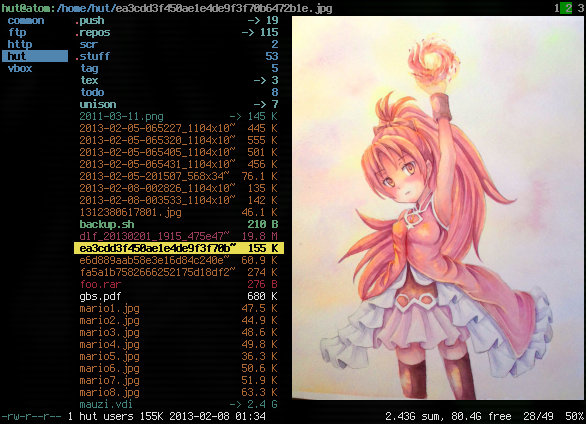 hut@atom:/home/hut/ea3cdd3f450ae1e4de9f3f70b6472b1e.jpg 1 2 3
common .push -> 19
ftp .repos -> 115
http scr 2
hut .stuff 53
vbox tag 5
tex -> 3
todo 8
unison -> 7
2011-03-11.png -> 145 K
2013-02-05-065227_1104x10~ 445 K
2013-02-05-065320_1104x10~ 555 K
2013-02-05-065405_1104x10~ 501 K
2013-02-05-065431_1104x10~ 456 K
2013-02-05-201507_568x34~ 76.1 K
2013-02-08-002826_1104x10~ 135 K
2013-02-08-003533_1104x10~ 142 K
1312380617801.jpg 46.1 K
backup.sh 210 B
dlf_20130201_1915_475e47~ 19.8 M
ea3cdd3f450ae1e4de9f3f70b~ 155 K
e6d889aab58e3e16d84c240e~ 60.9 K
fa5a1b7582666252175d18df2~ 274 K
foo.rar 276 B
gbs.pdf 680 K
mario1.jpg 47.5 K
mario2.jpg 44.9 K
mario3.jpg 48.6 K
mario4.jpg 49.8 K
mario5.jpg 36.3 K
mario6.jpg 50.6 K
mario7.jpg 51.9 K
mario8.jpg 63.3 K
mauzi.vdi -> 2.4 G
-rw-r--r-- 1 hut users 155K 2013-02-08 01:34 2.43G sum, 80.4G free 28/49 50%